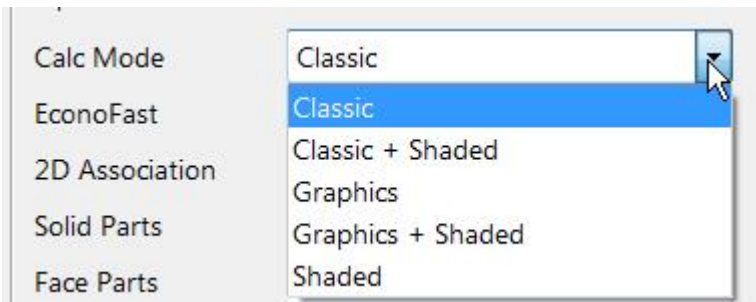 Calc Mode Classic
EconoFast Classic
Classic + Shaded
2D Association
Graphics
Solid Parts Graphics + Shaded
Face Parts Shaded